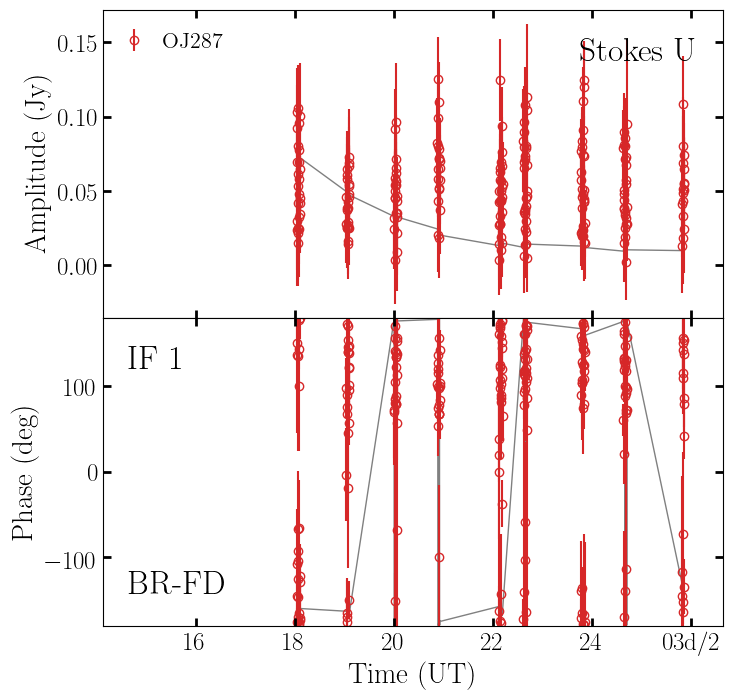 OJ287
Stokes U
0.15
0.10
0.05
0.00
Amplitude (Jy)
IF 1
100
0
−100
Phase (deg)
BR-FD
16 18 20 22 24 03d/2
Time (UT)